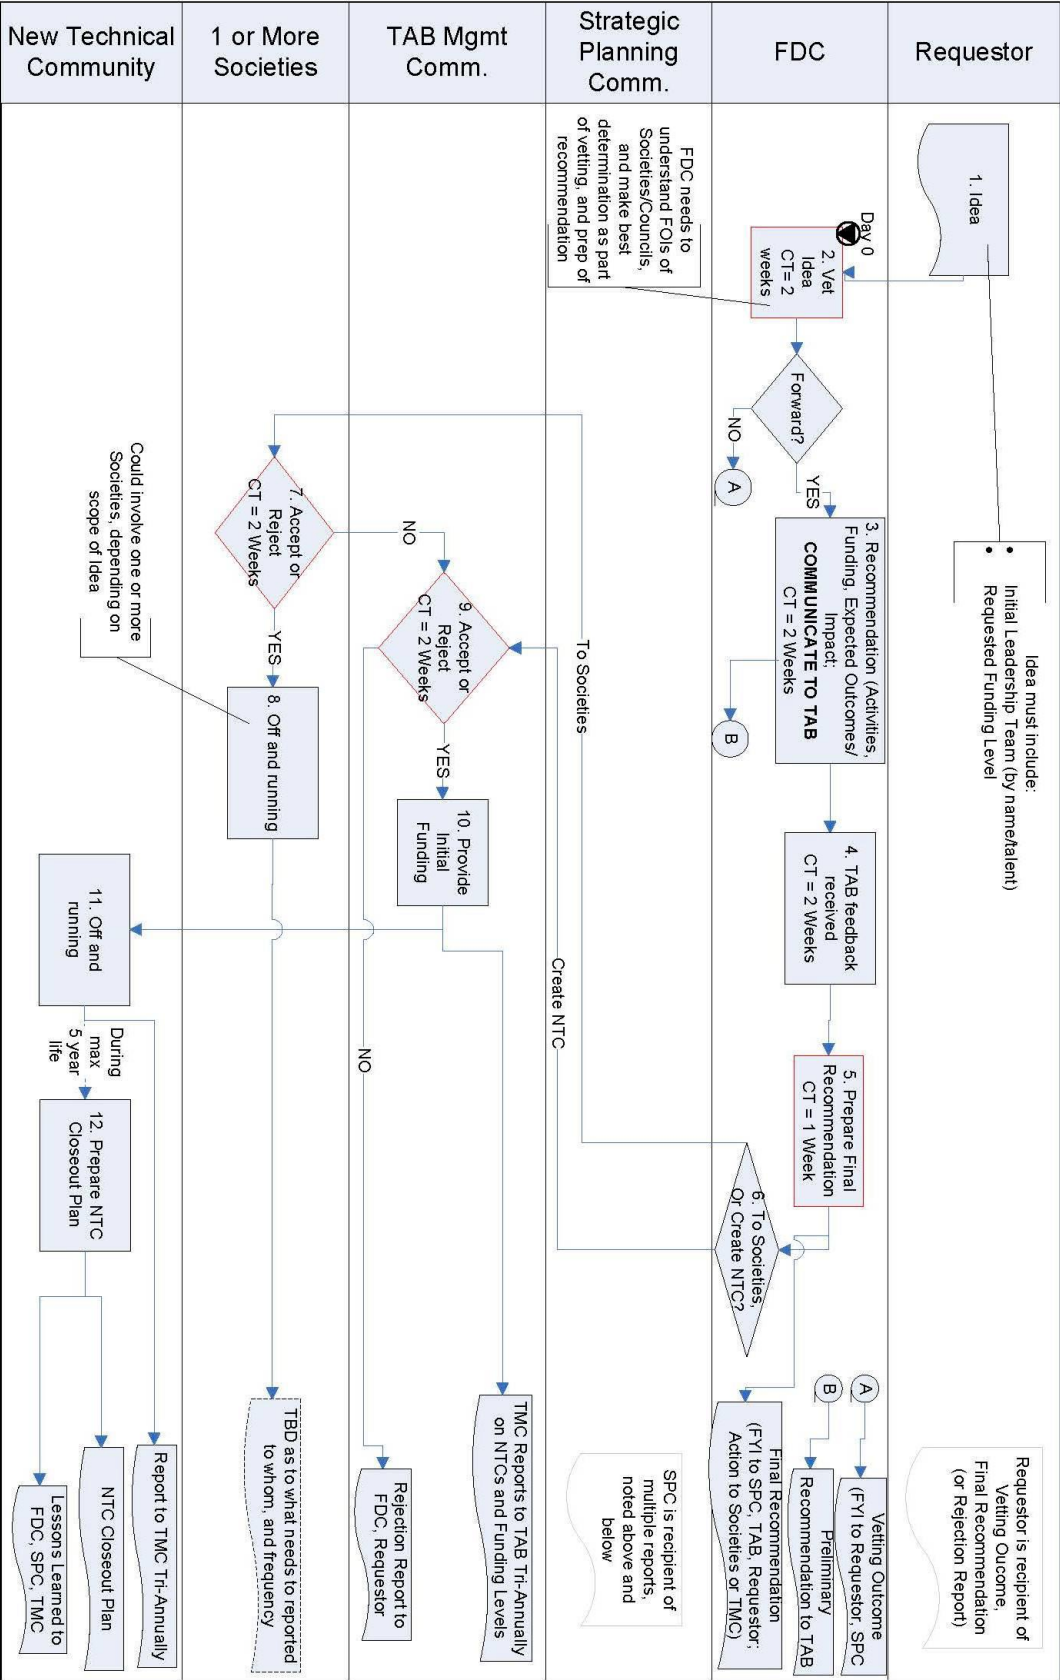 New Technical
Community
1 or More
Societies
TAB Mgmt
Comm.
Strategic
Planning
Comm.
FDC
Requestor
1. Idea
Idea must include:
• Initial Leadership Team (by name/talent)
• Requested Funding Level
Requestor is recipient of
Vetting Outcome,
Final Recommendation
(or Rejection Report)
Day 0
2. Vet
Idea
CT= 2
weeks
Forward?
NO
A
YES
3. Recommendation (Activities,
Funding, Expected Outcomes/
Impact;
COMMUNICATE TO TAB
CT = 2 Weeks
B
4. TAB feedback
received
CT = 2 Weeks
5. Prepare Final
Recommendation
CT = 1 Week
6. To Societies,
Or Create NTC?
A
Vetting Outcome
(FYI to Requestor, SPC
B
Preliminary
Recommendation to TAB
Final Recommendation
(FYI to SPC, TAB, Requestor;
Action to Societies or TMC)
FDC needs to
understand FOIs of
Societies/Councils,
and make best
determination as part
of vetting, and prep of
recommendation
To Societies
Create NTC
SPC is recipient of
multiple reports,
noted above and
below
9. Accept or
Reject
CT = 2 Weeks
YES
10. Provide
Initial
Funding
NO
TMC Reports to TAB Tri-Annually
on NTCs and Funding Levels
Rejection Report to
FDC, Requestor
7. Accept or
Reject
CT = 2 Weeks
NO
YES
8. Off and running
TBD as to what needs to reported
to whom, and frequency
Could involve one or more
Societies, depending on
scope of Idea
11. Off and
running
During
max
5 year
life
12. Prepare NTC
Closeout Plan
Report to TMC Tri-Annually
NTC Closeout Plan
Lessons Learned to
FDC, SPC, TMC